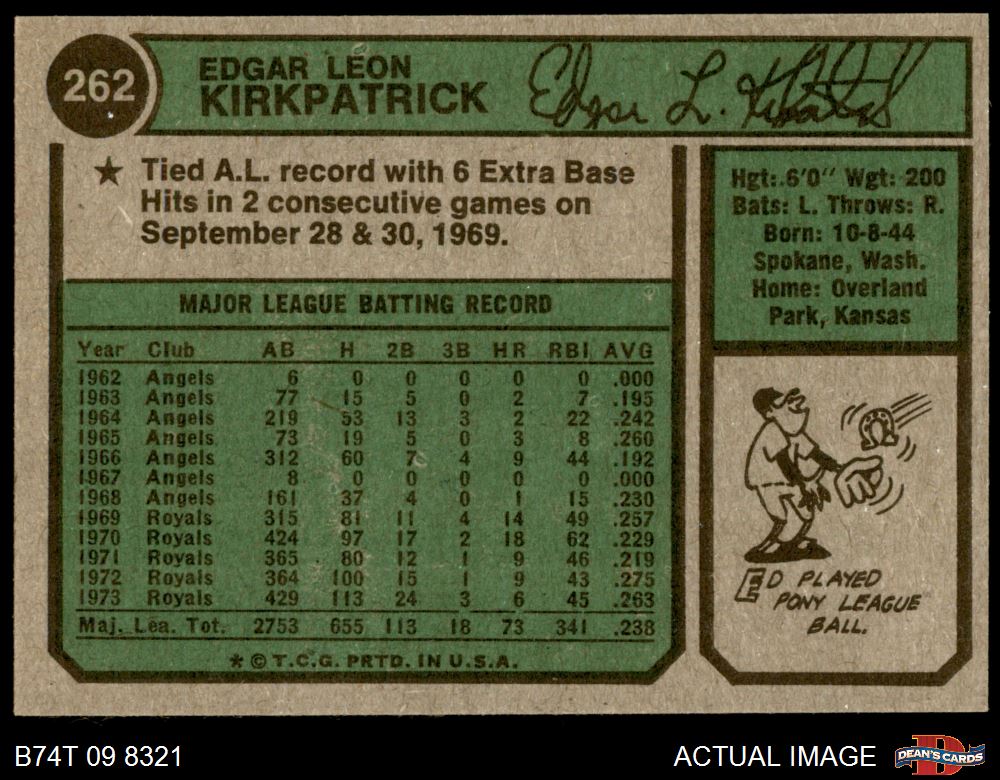 262
EDGAR LEON
KIRKPATRICK
Edgar L. Kirkpatrick
★ Tied A.L. record with 6 Extra Base
Hits in 2 consecutive games on
September 28 & 30, 1969.
MAJOR LEAGUE BATTING RECORD
Year Club AB H 2B 3B HR RBI AVG
1962 Angels 6 0 0 0 0 0 .000
1963 Angels 77 15 5 0 2 7 .195
1964 Angels 219 53 13 3 2 22 .242
1965 Angels 73 19 5 0 3 8 .260
1966 Angels 312 60 7 4 9 44 .192
1967 Angels 8 0 0 0 0 0 .000
1968 Angels 161 37 4 0 1 15 .230
1969 Royals 315 81 11 4 14 49 .257
1970 Royals 424 97 17 2 18 62 .229
1971 Royals 365 80 12 1 9 46 .219
1972 Royals 364 100 15 1 9 43 .275
1973 Royals 429 113 24 3 6 45 .263
Maj. Lea. Tot. 2753 655 113 18 73 341 .238
* © T.C.G. PRTD. IN U.S.A.
Hgt: 6'0" Wgt: 200
Bats: L. Throws: R.
Born: 10-8-44
Spokane, Wash.
Home: Overland
Park, Kansas
ED PLAYED
PONY LEAGUE
BALL.
B74T 09 8321
ACTUAL IMAGE
DEAN'S CARDS